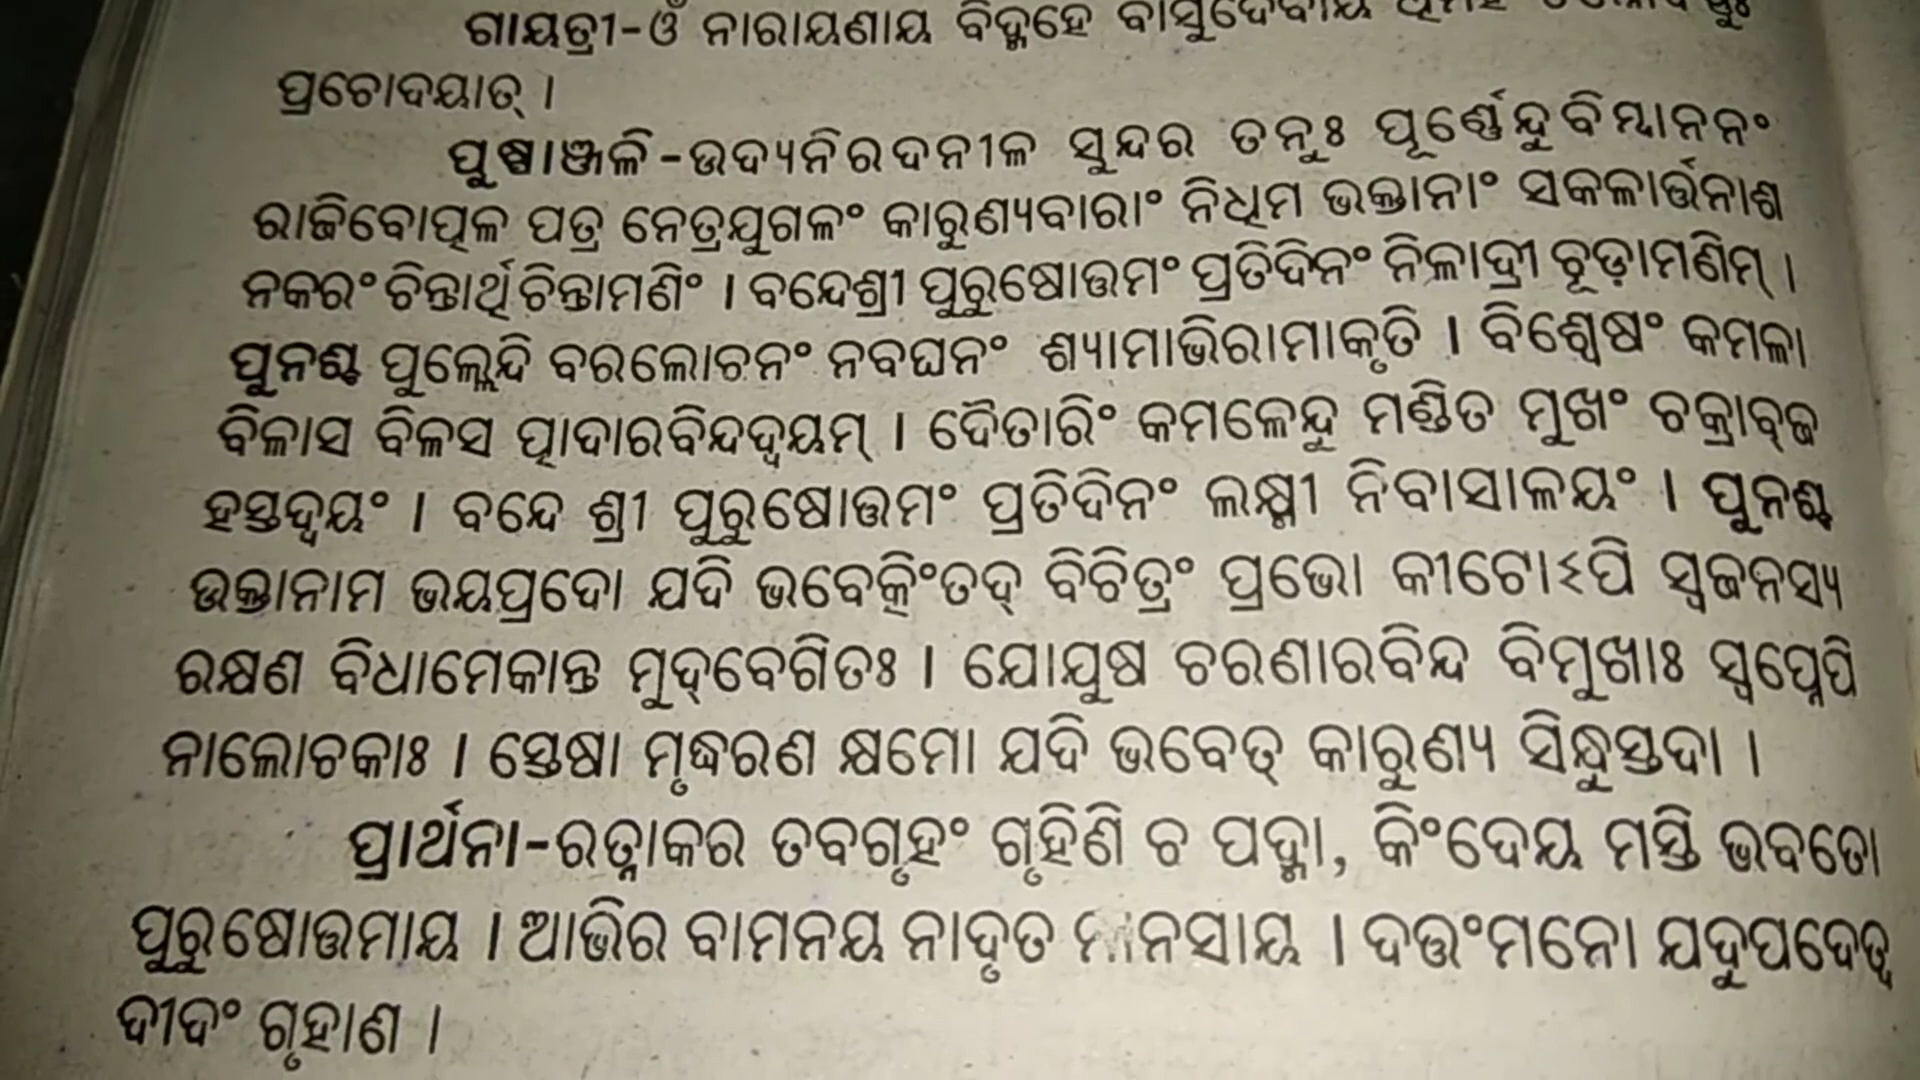 ଗାୟତ୍ରୀ-ଓଁ ନାରାୟଣାୟ ବିଦ୍ମହେ ବାସୁଦେବାୟ
ପ୍ରଚୋଦୟାତ୍ ।
ପୁଷ୍ପାଞ୍ଜଳି-ଉଦ୍ୟନିରଦନୀଳ ସୁନ୍ଦର ତନୁଃ ପୂର୍ଣ୍ଣେନ୍ଦୁବିମ୍ବାନନଂ
ରାଜିବୋତ୍ପଳ ପତ୍ର ନେତ୍ରଯୁଗଳଂ କାରୁଣ୍ୟବାରାଂ ନିଧିମ ଭକ୍ତାନାଂ ସକଳାର୍ତ୍ତନାଶ
ନକରଂ ଚିନ୍ତାର୍ଥିଚିନ୍ତାମଣିଂ । ବନ୍ଦେଶ୍ରୀ ପୁରୁଷୋତ୍ତମଂ ପ୍ରତିଦିନଂ ନିଳାଦ୍ରୀ ଚୂଡ଼ାମଣିମ୍ ।
ପୁନଶ୍ଚ ପୁଲ୍ଲେନ୍ଦି ବରଲୋଚନଂ ନବଘନଂ ଶ୍ୟାମାଭିରାମାକୃତି । ବିଶ୍ୱେଷଂ କମଳା
ବିଳାସ ବିଳସ ତ୍ପାଦାରବିନ୍ଦଦ୍ୱୟମ୍ । ଦୈତାରିଂ କମଳେନ୍ଦୁ ମଣ୍ଡିତ ମୁଖଂ ଚକ୍ରାବ୍‌ଜ
ହସ୍ତଦ୍ୱୟଂ । ବନ୍ଦେ ଶ୍ରୀ ପୁରୁଷୋତ୍ତମଂ ପ୍ରତିଦିନଂ ଲକ୍ଷ୍ମୀ ନିବାସାଳୟଂ । ପୁନଶ୍ଚ
ଭକ୍ତାନାମ ଭୟପ୍ରଦୋ ଯଦି ଭବେତ୍କିଂତଦ୍ ବିଚିତ୍ରଂ ପ୍ରଭୋ କୀଟୋଽପି ସ୍ୱଜନସ୍ୟ
ରକ୍ଷଣ ବିଧାମେକାନ୍ତ ମୁଦ୍‌ବେଗିତଃ । ଯୋଯୁଷ ଚରଣାରବିନ୍ଦ ବିମୁଖାଃ ସ୍ୱପ୍ନେପି
ନାଲୋଚକାଃ । ସ୍ତେଷା ମୃଦ୍ଧରଣ କ୍ଷମୋ ଯଦି ଭବେତ୍ କାରୁଣ୍ୟ ସିନ୍ଧୁସ୍ତଦା ।
ପ୍ରାର୍ଥନା-ରତ୍ନାକର ତବଗୃହଂ ଗୃହିଣି ଚ ପଦ୍ମା, କିଂଦେୟ ମସ୍ତି ଭବତୋ
ପୁରୁଷୋତ୍ତମାୟ । ଆଭିର ବାମନୟ ନାଦୃତ ମାନସାୟ । ଦତ୍ତଂମନୋ ଯଦୁପଦେତ୍ୱ
ଦୀଦଂ ଗୃହାଣ ।